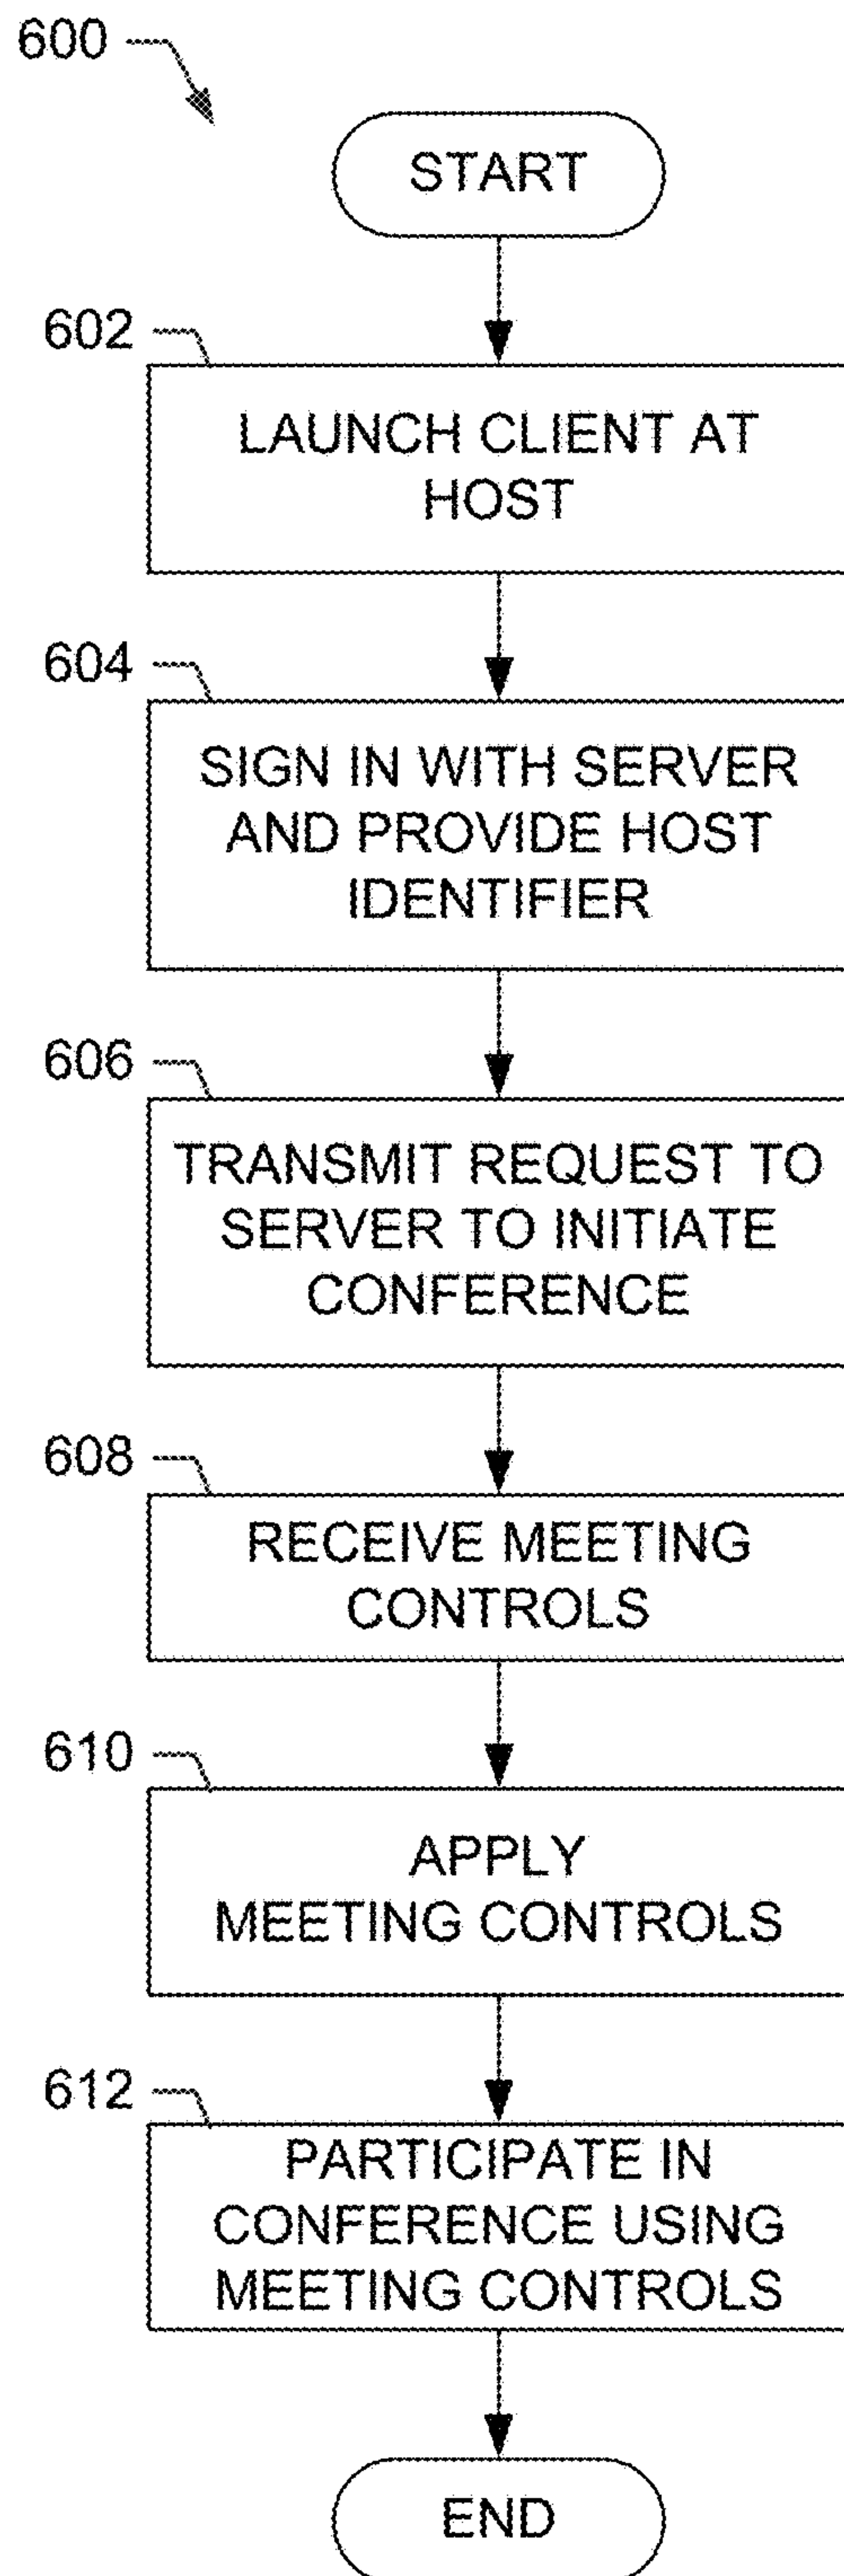 600
START
602
LAUNCH CLIENT AT
HOST
604
SIGN IN WITH SERVER
AND PROVIDE HOST
IDENTIFIER
606
TRANSMIT REQUEST TO
SERVER TO INITIATE
CONFERENCE
608
RECEIVE MEETING
CONTROLS
610
APPLY
MEETING CONTROLS
612
PARTICIPATE IN
CONFERENCE USING
MEETING CONTROLS
END